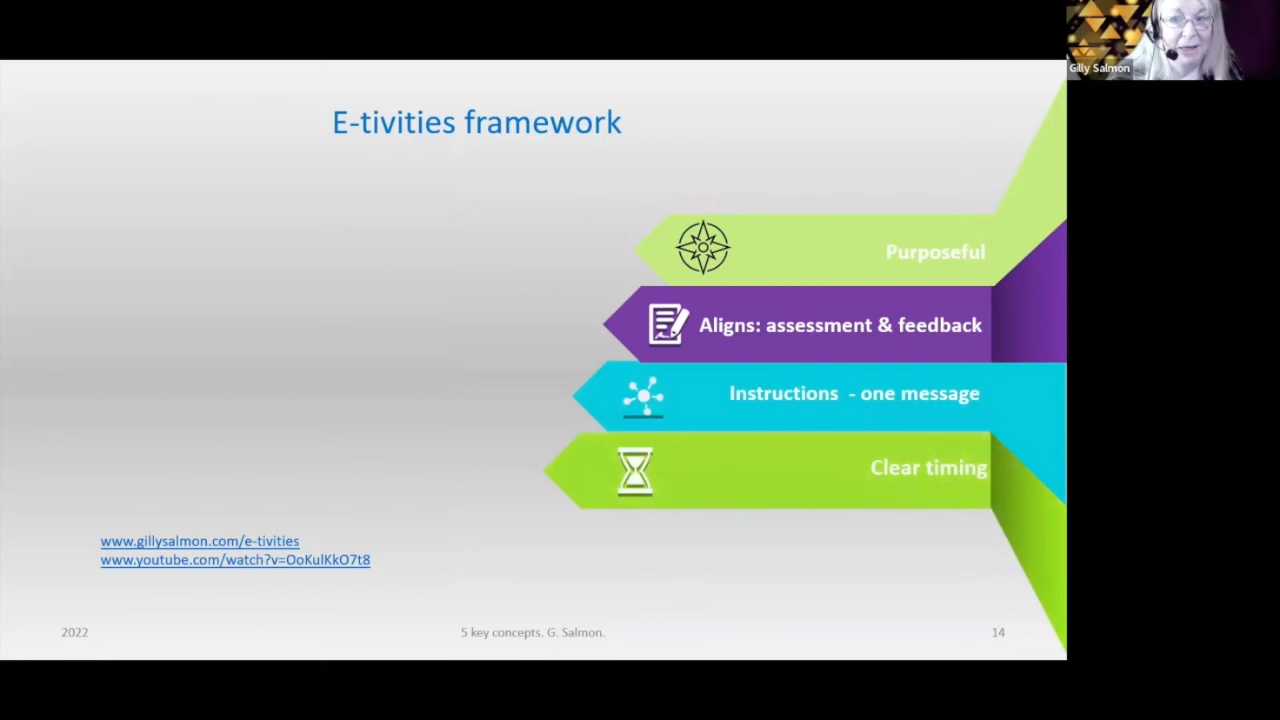 Gilly Salmon
E-tivities framework
Purposeful
Aligns: assessment & feedback
Instructions - one message
Clear timing
www.gillysalmon.com/e-tivities
www.youtube.com/watch?v=OoKulKkO7t8
2022
5 key concepts. G. Salmon.
14